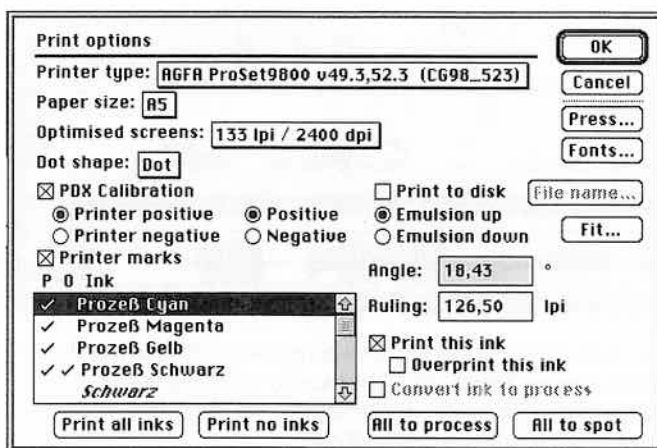 Print options
OK
Printer type: AGFA ProSet9800 v49.3,52.3 (CG98_523)
Cancel
Paper size: A5
Press...
Optimised screens: 133 lpi / 2400 dpi
Fonts...
Dot shape: Dot
PDX Calibration
Print to disk
File name...
Printer positive
Positive
Emulsion up
Printer negative
Negative
Emulsion down
Fit...
Printer marks
P O Ink
Angle: 18,43 °
Prozeß Cyan
Ruling: 126,50 lpi
Prozeß Magenta
Prozeß Gelb
Prozeß Schwarz
Schwarz
Print this ink
Overprint this ink
Convert ink to process
Print all inks
Print no inks
All to process
All to spot